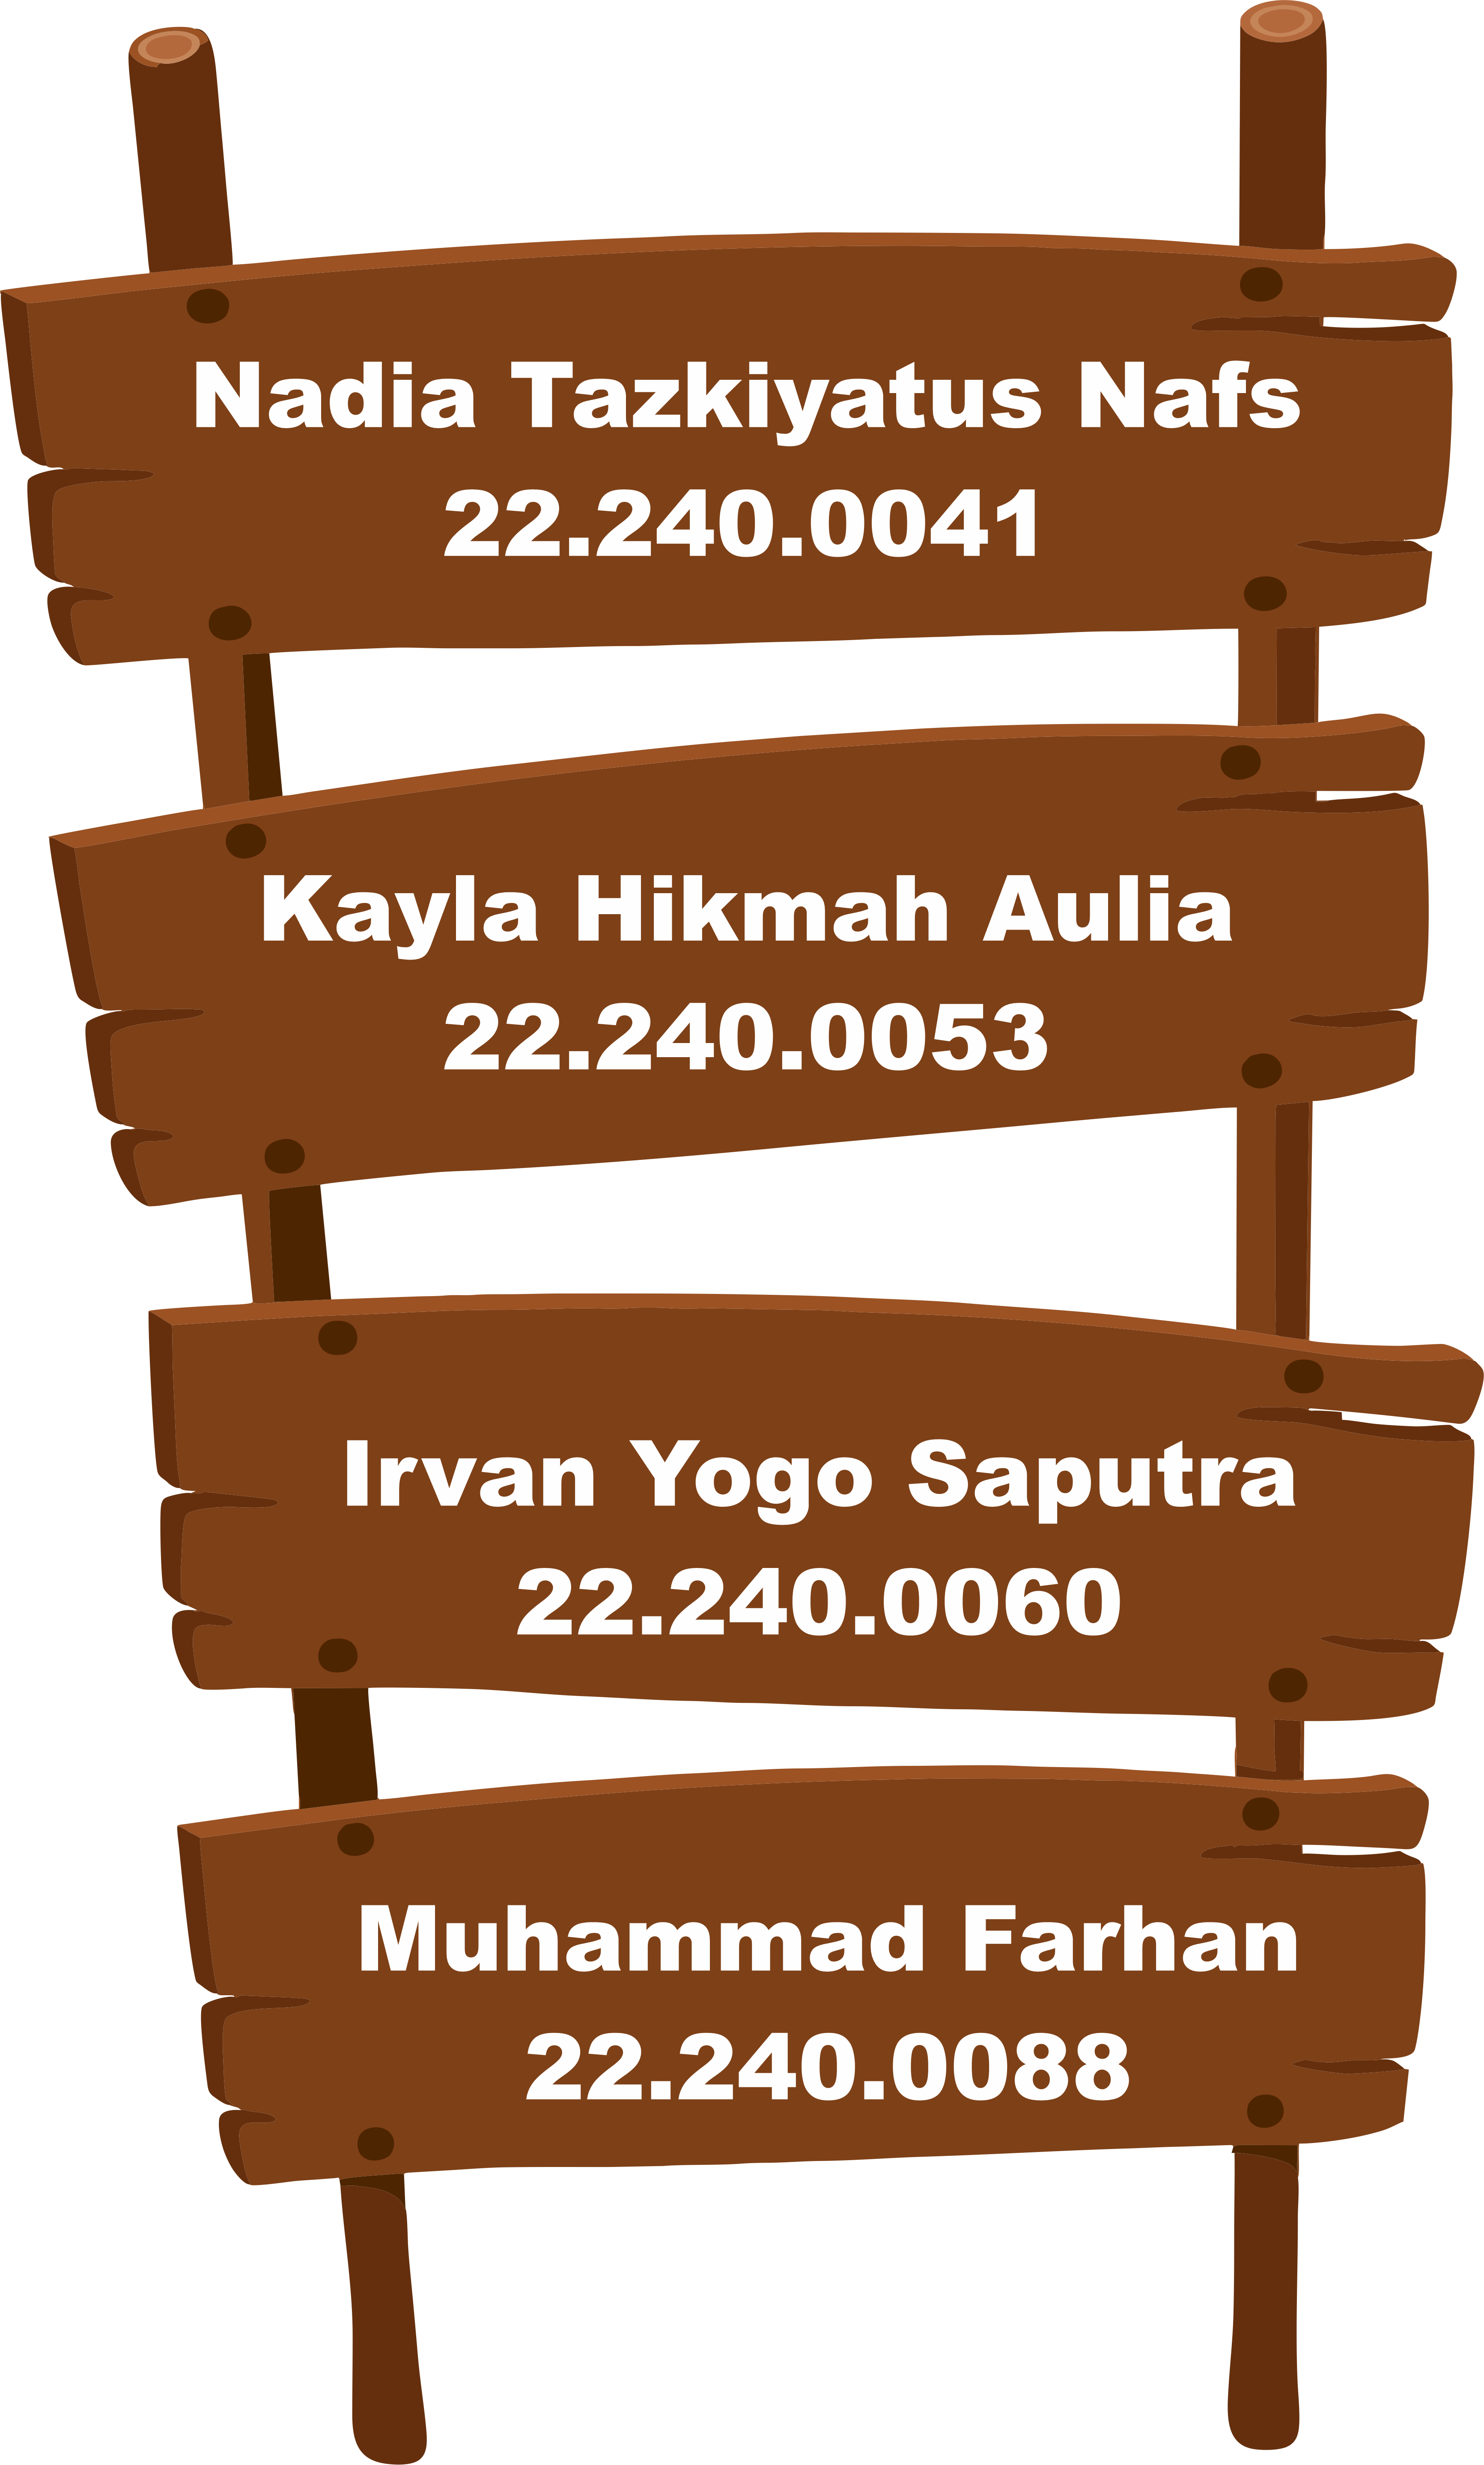 Nadia Tazkiyatus Nafs
22.240.0041
Kayla Hikmah Aulia
22.240.0053
Irvan Yogo Saputra
22.240.0060
Muhammad Farhan
22.240.0088